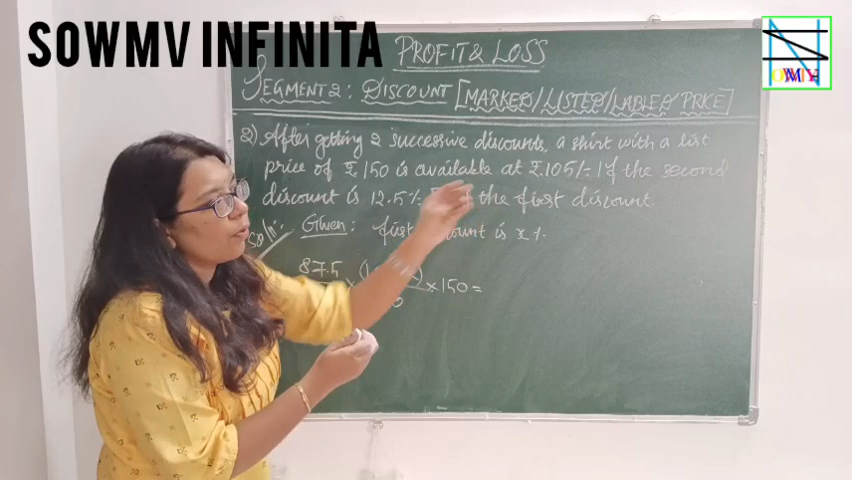 SOWMV INFINITA
PROFIT & LOSS
SEGMENT 2 : DISCOUNT [MARKED/LISTED/LABLED PRICE]
2) After getting 2 successive discounts, a shirt with a list
price of ₹.150 is available at ₹.105/- . If the second
discount is 12.5% the first discount.
Soln: Given: first is x %.
87.5 × × 150 =